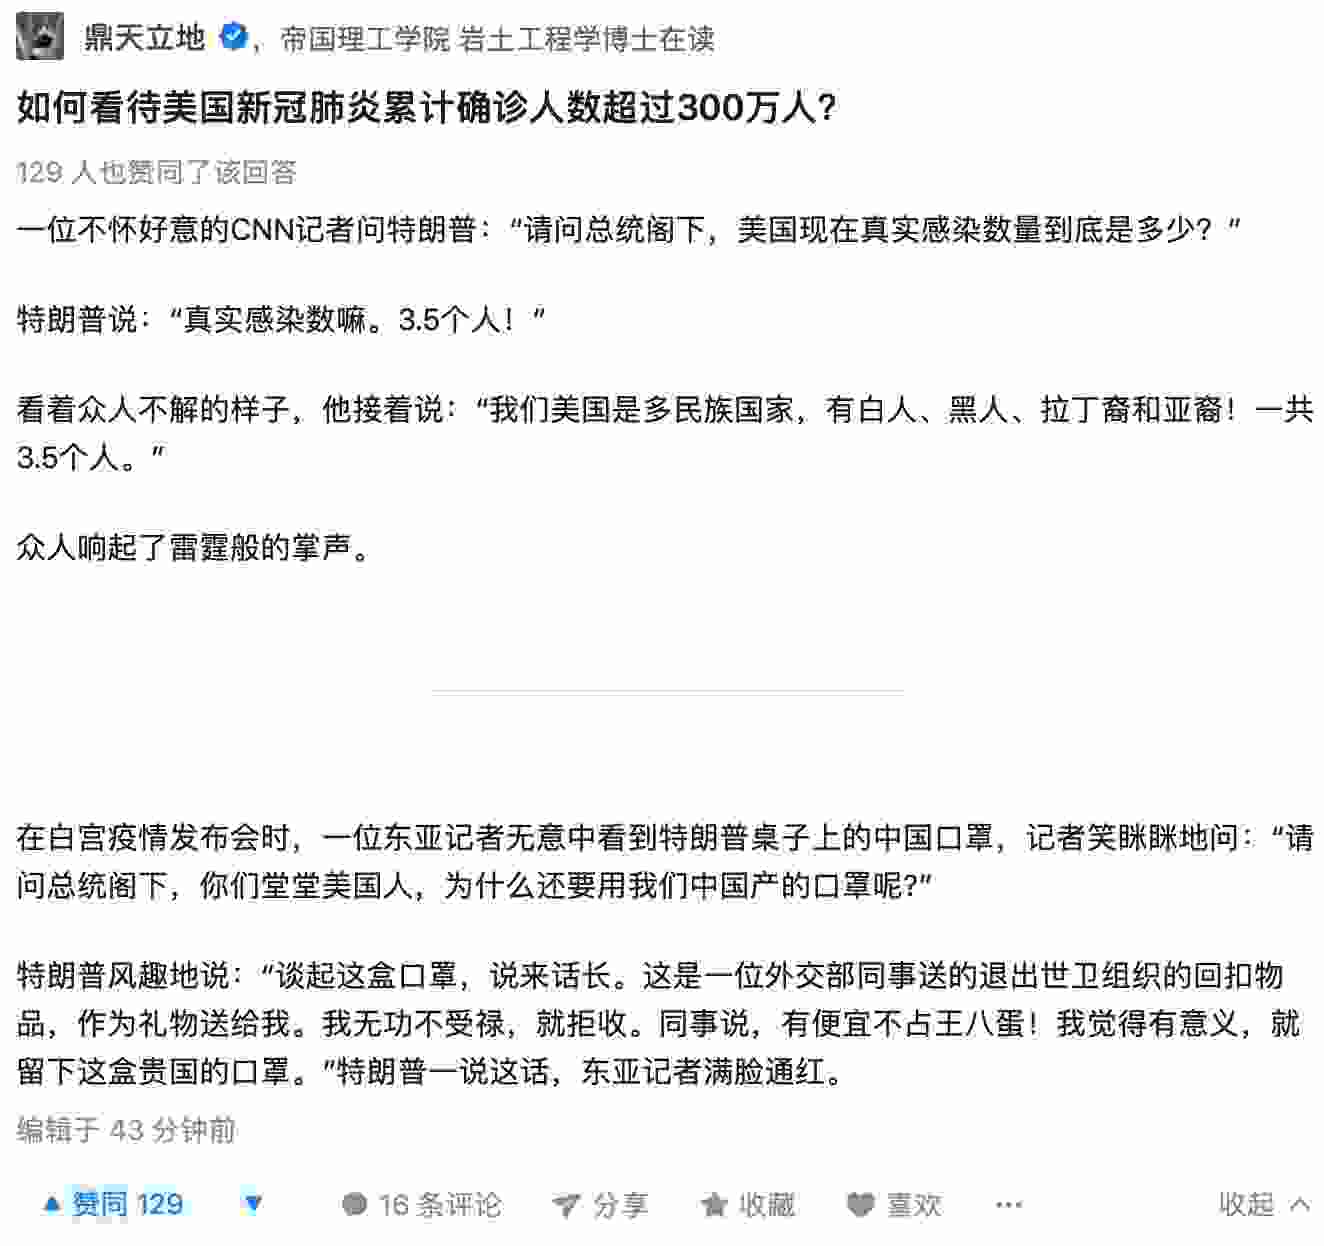 鼎天立地 ，帝国理工学院 岩土工程学博士在读
如何看待美国新冠肺炎累计确诊人数超过300万人？
129 人也赞同了该回答
一位不怀好意的CNN记者问特朗普：“请问总统阁下，美国现在真实感染数量到底是多少？”
特朗普说：“真实感染数嘛。3.5个人！”
看着众人不解的样子，他接着说：“我们美国是多民族国家，有白人、黑人、拉丁裔和亚裔！一共
3.5个人。”
众人响起了雷霆般的掌声。
在白宫疫情发布会时，一位东亚记者无意中看到特朗普桌子上的中国口罩，记者笑眯眯地问：“请
问总统阁下，你们堂堂美国人，为什么还要用我们中国产的口罩呢?”
特朗普风趣地说：“谈起这盒口罩，说来话长。这是一位外交部同事送的退出世卫组织的回扣物
品，作为礼物送给我。我无功不受禄，就拒收。同事说，有便宜不占王八蛋！我觉得有意义，就
留下这盒贵国的口罩。”特朗普一说这话，东亚记者满脸通红。
编辑于 43 分钟前
赞同 129 16 条评论 分享 收藏 喜欢 ··· 收起